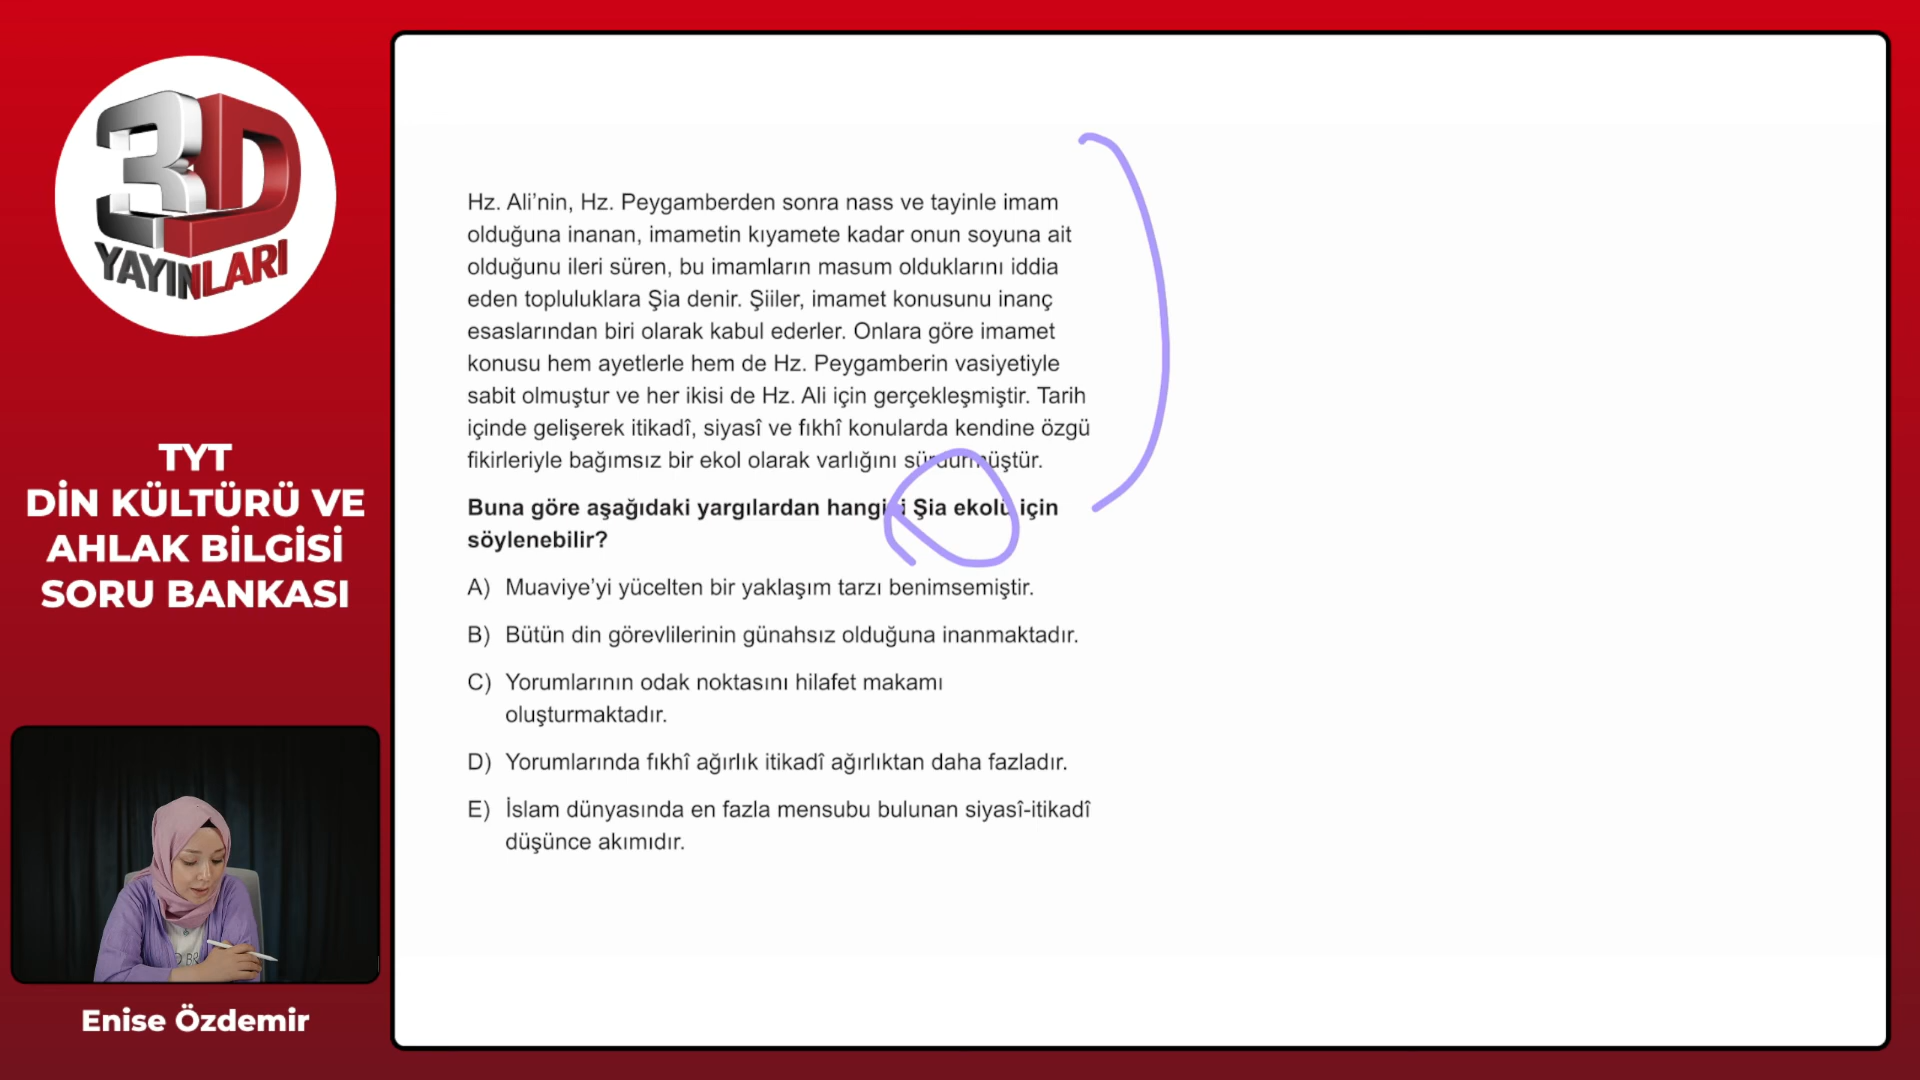 3D
YAYINLARI
TYT
DİN KÜLTÜRÜ VE
AHLAK BİLGİSİ
SORU BANKASI
Enise Özdemir
Hz. Ali’nin, Hz. Peygamberden sonra nass ve tayinle imam
olduğuna inanan, imametin kıyamete kadar onun soyuna ait
olduğunu ileri süren, bu imamların masum olduklarını iddia
eden topluluklara Şia denir. Şiiler, imamet konusunu inanç
esaslarından biri olarak kabul ederler. Onlara göre imamet
konusu hem ayetlerle hem de Hz. Peygamberin vasiyetiyle
sabit olmuştur ve her ikisi de Hz. Ali için gerçekleşmiştir. Tarih
içinde gelişerek itikadî, siyasî ve fıkhî konularda kendine özgü
fikirleriyle bağımsız bir ekol olarak varlığını sürdürmüştür.
Buna göre aşağıdaki yargılardan hangisi Şia ekolü için
söylenebilir?
A) Muaviye’yi yücelten bir yaklaşım tarzı benimsemiştir.
B) Bütün din görevlilerinin günahsız olduğuna inanmaktadır.
C) Yorumlarının odak noktasını hilafet makamı
oluşturmaktadır.
D) Yorumlarında fıkhî ağırlık itikadî ağırlıktan daha fazladır.
E) İslam dünyasında en fazla mensubu bulunan siyasî-itikadî
düşünce akımıdır.